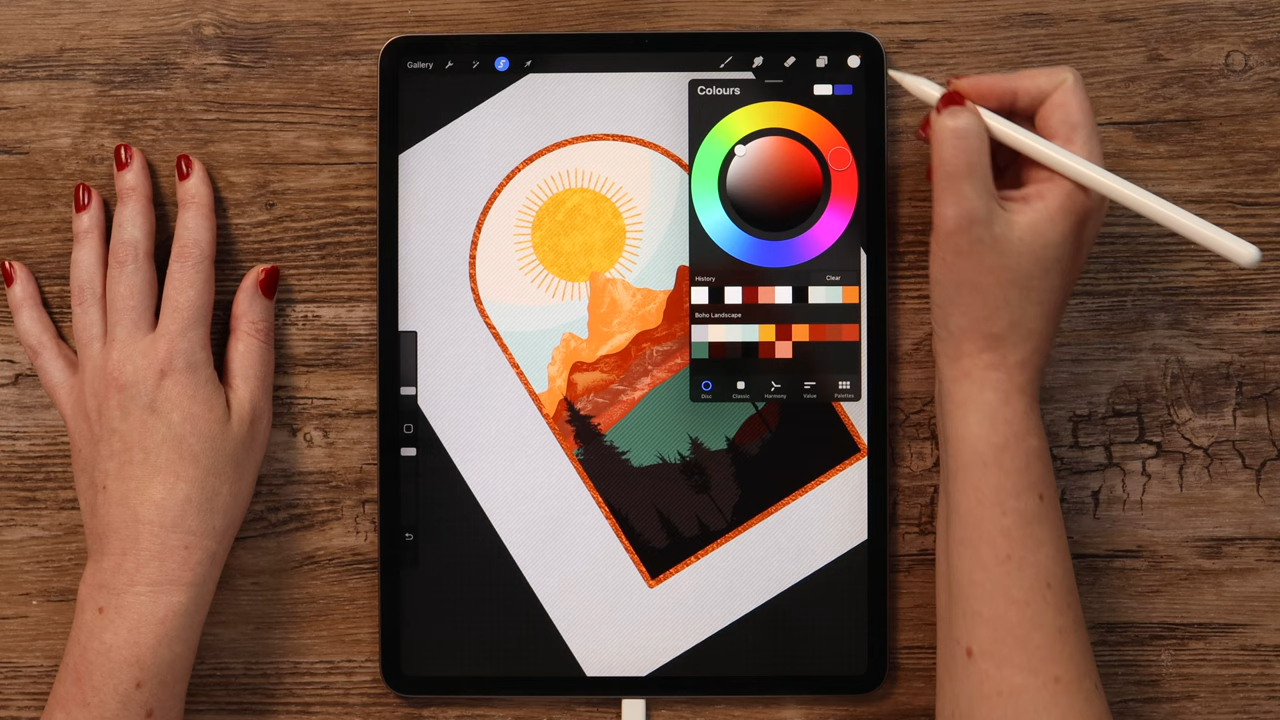 Gallery
S
Colours
History
Clear
Boho Landscape
Disc
Classic
Harmony
Value
Palettes